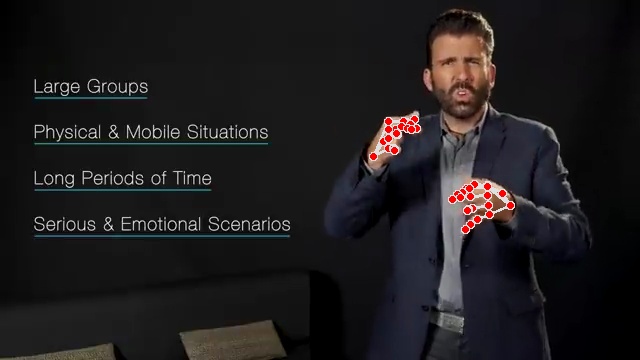 Large Groups
Physical & Mobile Situations
Long Periods of Time
Serious & Emotional Scenarios